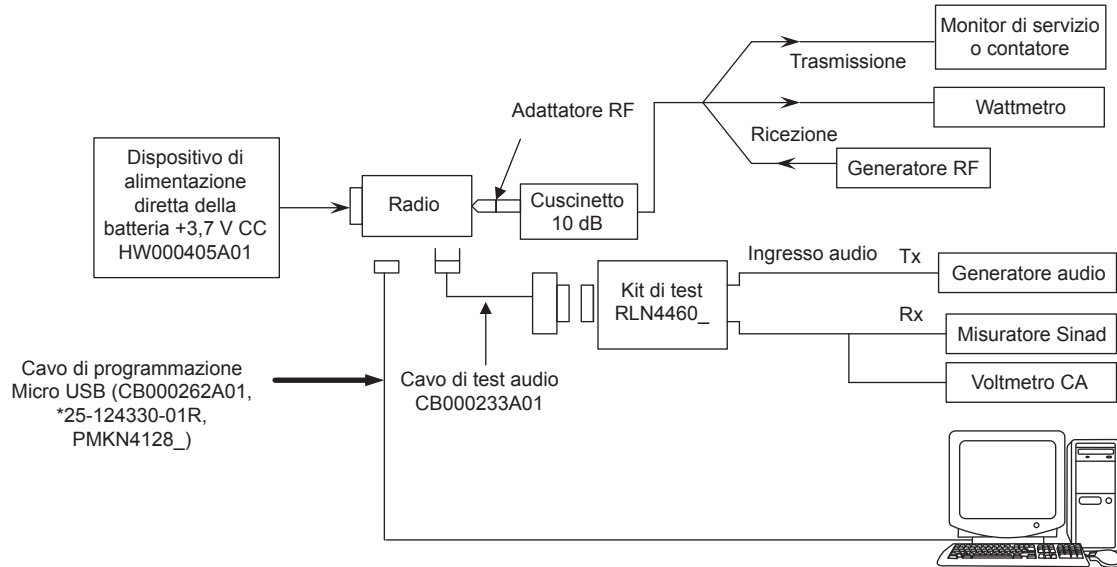 Monitor di servizio
o contatore
Trasmissione
Adattatore RF
Wattmetro
Ricezione
Generatore RF
Dispositivo di
alimentazione
diretta della
batteria +3,7 V CC
HW000405A01
Radio
Cuscinetto
10 dB
Ingresso audio
Tx
Generatore audio
Kit di test
RLN4460_
Rx
Misuratore Sinad
Voltmetro CA
Cavo di programmazione
Micro USB (CB000262A01,
*25-124330-01R,
PMKN4128_)
Cavo di test audio
CB000233A01